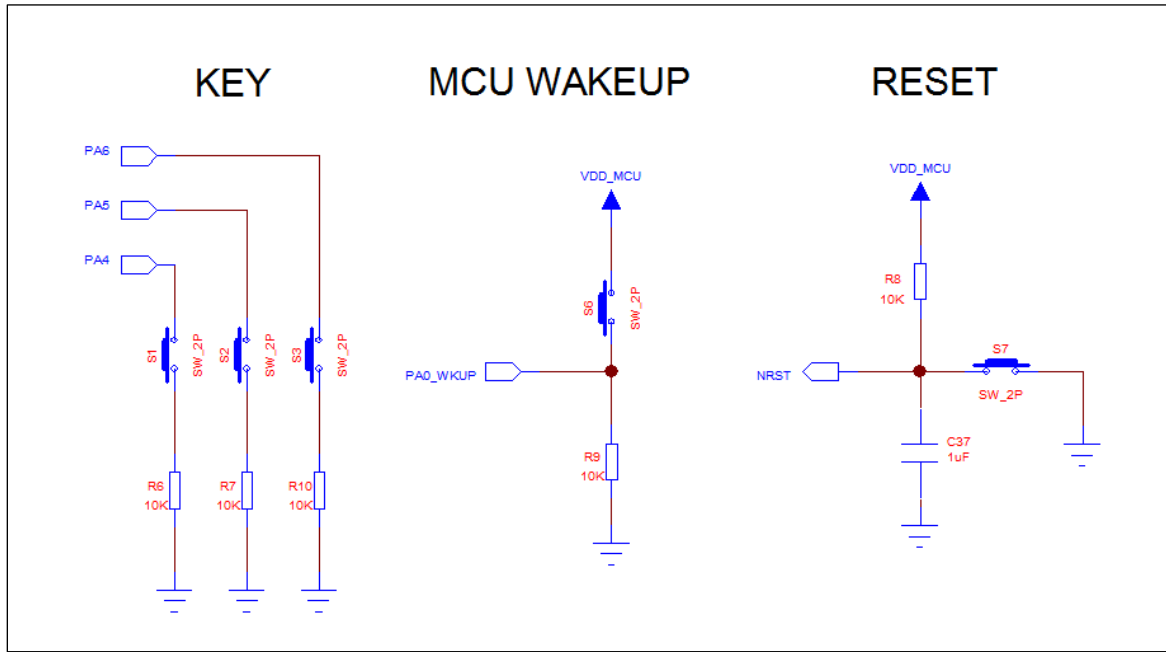 KEY
MCU WAKEUP
RESET
PA6
PA5
PA4
S1
SW_2P
S2
SW_2P
S3
SW_2P
R6
10K
R7
10K
R10
10K
VDD_MCU
S6
SW_2P
PA0_WKUP
R9
10K
VDD_MCU
R8
10K
S7
SW_2P
NRST
C37
1uF